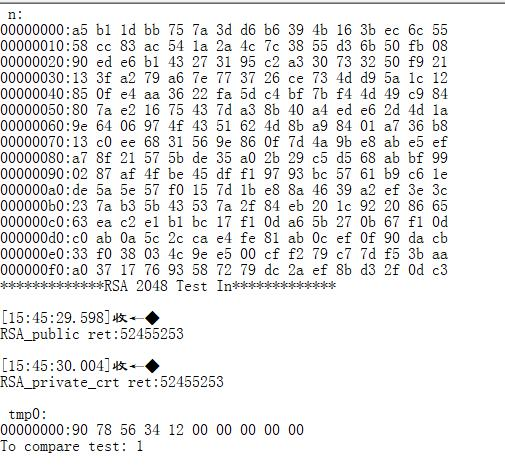 n:
00000000:a5 b1 1d bb 75 7a 3d d6 b6 39 4b 16 3b ec 6c 55
00000010:58 cc 83 ac 54 1a 2a 4c 7c 38 55 d3 6b 50 fb 08
00000020:90 ed e6 b1 43 27 31 95 c2 a3 30 73 32 50 f9 21
00000030:13 3f a2 79 a6 7e 77 37 26 ce 73 4d d9 5a 1c 12
00000040:85 0f e4 aa 36 22 fa 5d c4 bf 7b f4 4d 49 c9 84
00000050:80 7a e2 16 75 43 7d a3 8b 40 a4 ed e6 2d 4d 1a
00000060:9e 64 06 97 4f 43 51 62 4d 8b a9 84 01 a7 36 b8
00000070:13 c0 ee 68 31 56 9e 86 0f 7d 4a 9b e8 ab e5 ef
00000080:a7 8f 21 57 5b de 35 a0 2b 29 c5 d5 68 ab bf 99
00000090:02 87 af 4f be 45 df f1 97 93 bc 57 61 b9 c6 1e
000000a0:de 5a 5e 57 f0 15 7d 1b e8 8a 46 39 a2 ef 3e 3c
000000b0:23 7a b3 5b 43 53 7a 2f 84 eb 20 1c 92 20 86 65
000000c0:63 ea c2 e1 b1 bc 17 f1 0d a6 5b 27 0b 67 f1 0d
000000d0:c0 ab 0a 5c 2c ca e4 fe 81 ab 0c ef 0f 90 da cb
000000e0:33 f0 38 03 4c 9e e5 00 cf f2 79 c7 7d f5 3b aa
000000f0:a0 37 17 76 93 58 72 79 dc 2a ef 8b d3 2f 0d c3
*************RSA 2048 Test In*************
[15:45:29.598]收←◆
RSA_public ret:52455253
[15:45:30.004]收←◆
RSA_private_crt ret:52455253
tmp0:
00000000:90 78 56 34 12 00 00 00 00 00
To compare test: 1